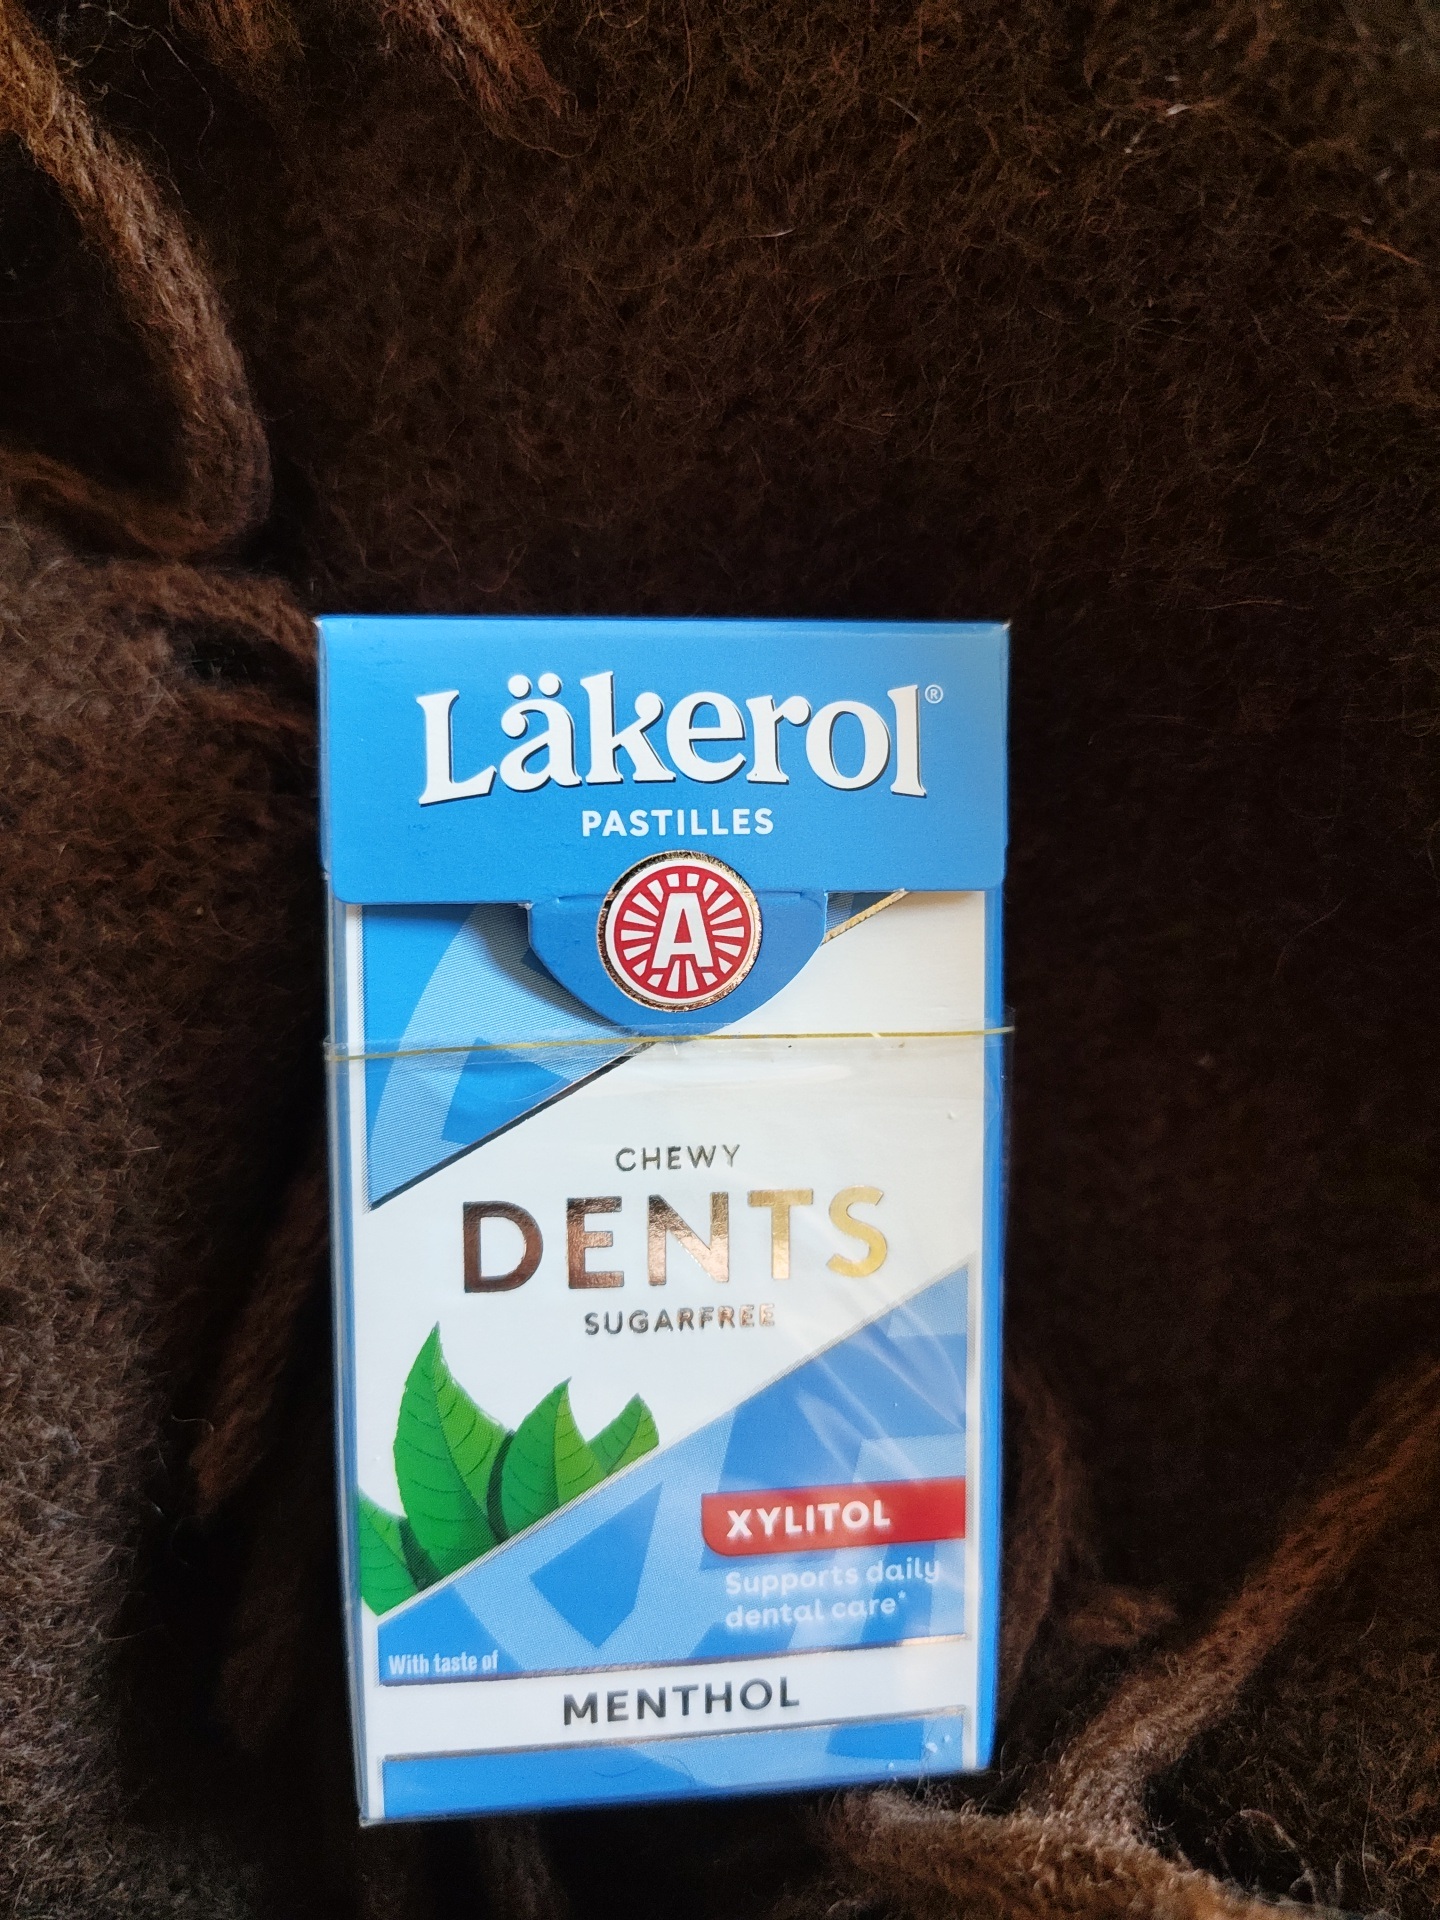 Läkerol®
PASTILLES
A
CHEWY
DENTS
SUGARFREE
XYLITOL
Supports daily
dental care*
With taste of
MENTHOL